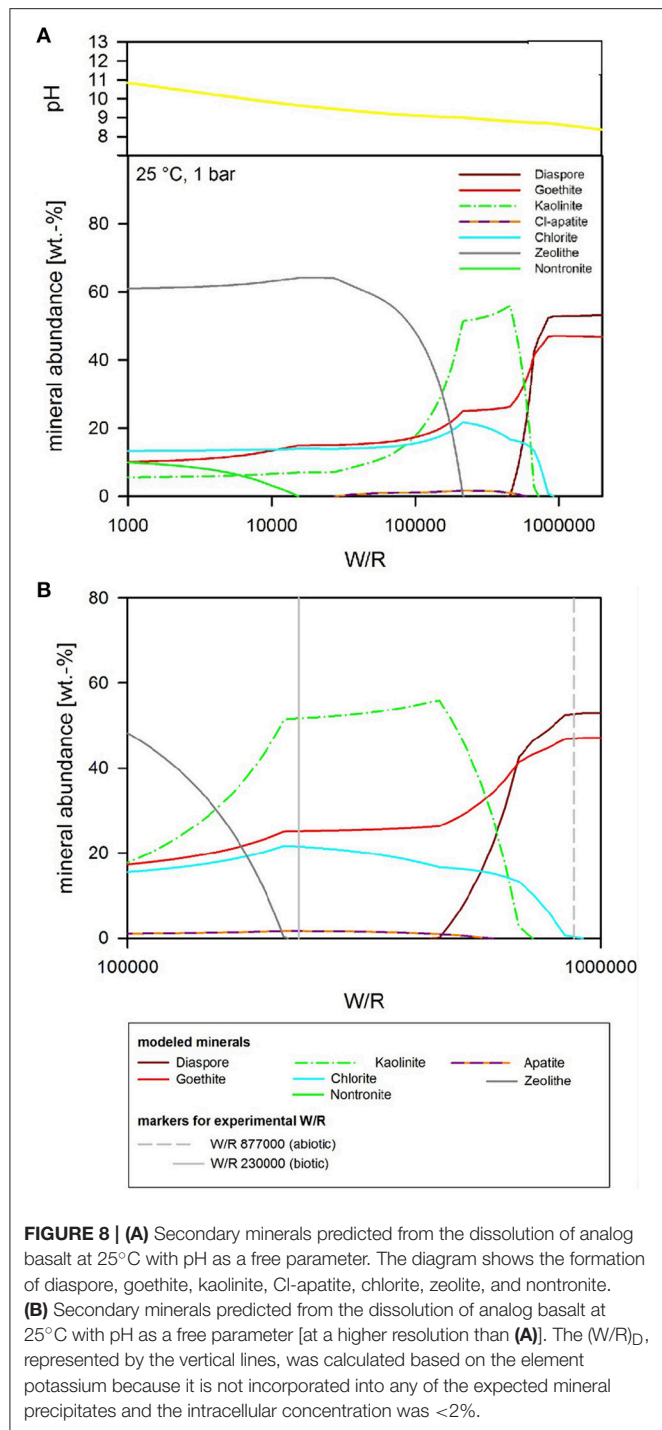 A
pH
13
12
11
10
9
8
25 °C, 1 bar
Diaspore
Goethite
Kaolinite
Cl-apatite
Chlorite
Zeolithe
Nontronite
mineral abundance [wt.-%]
80
60
40
20
0
1000 10000 100000 1000000
W/R
B
mineral abundance [wt.-%]
80
60
40
20
0
100000 1000000
W/R
modeled minerals
Diaspore Kaolinite Apatite
Goethite Chlorite Zeolithe
Nontronite
markers for experimental W/R
W/R 877000 (abiotic)
W/R 230000 (biotic)
FIGURE 8 | (A) Secondary minerals predicted from the dissolution of analog
basalt at 25°C with pH as a free parameter. The diagram shows the formation
of diaspore, goethite, kaolinite, Cl-apatite, chlorite, zeolite, and nontronite.
(B) Secondary minerals predicted from the dissolution of analog basalt at
25°C with pH as a free parameter [at a higher resolution than (A)]. The (W/R)D,
represented by the vertical lines, was calculated based on the element
potassium because it is not incorporated into any of the expected mineral
precipitates and the intracellular concentration was <2%.